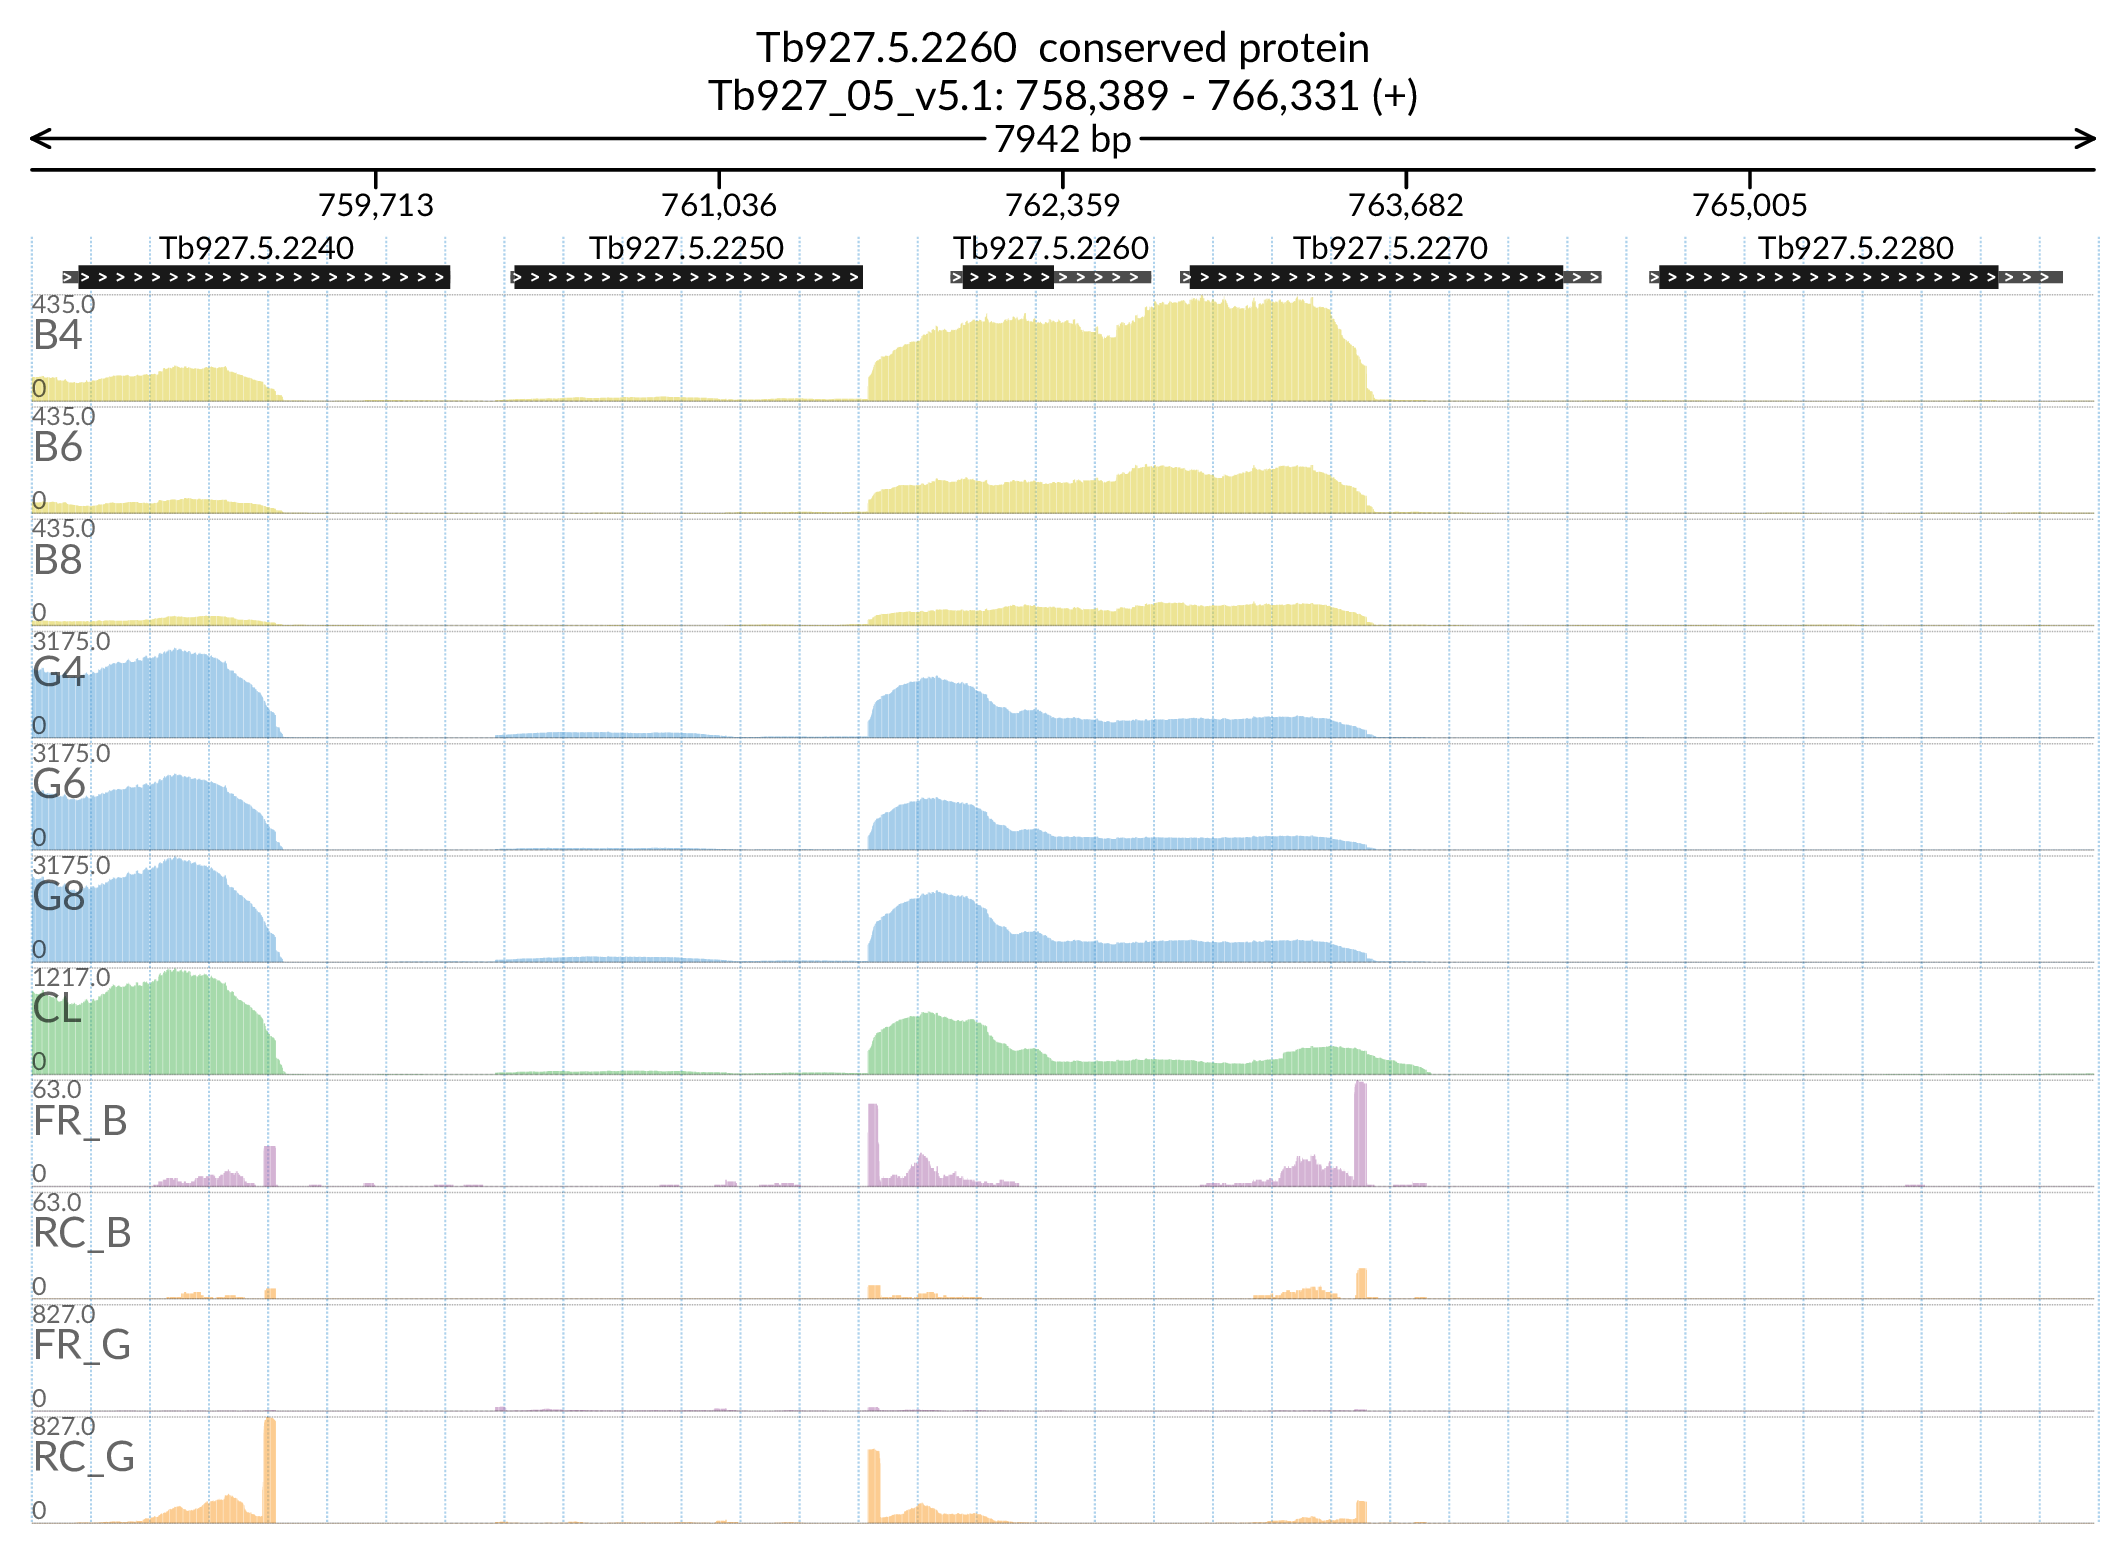 Tb927.5.2260 conserved protein
Tb927_05_v5.1: 758,389 - 766,331 (+)
7942 bp
759,713 761,036 762,359 763,682 765,005
Tb927.5.2240 Tb927.5.2250 Tb927.5.2260 Tb927.5.2270 Tb927.5.2280
435.0
B4
0
435.0
B6
0
435.0
B8
0
3175.0
G4
0
3175.0
G6
0
3175.0
G8
0
1217.0
CL
0
63.0
FR_B
0
63.0
RC_B
0
827.0
FR_G
0
827.0
RC_G
0